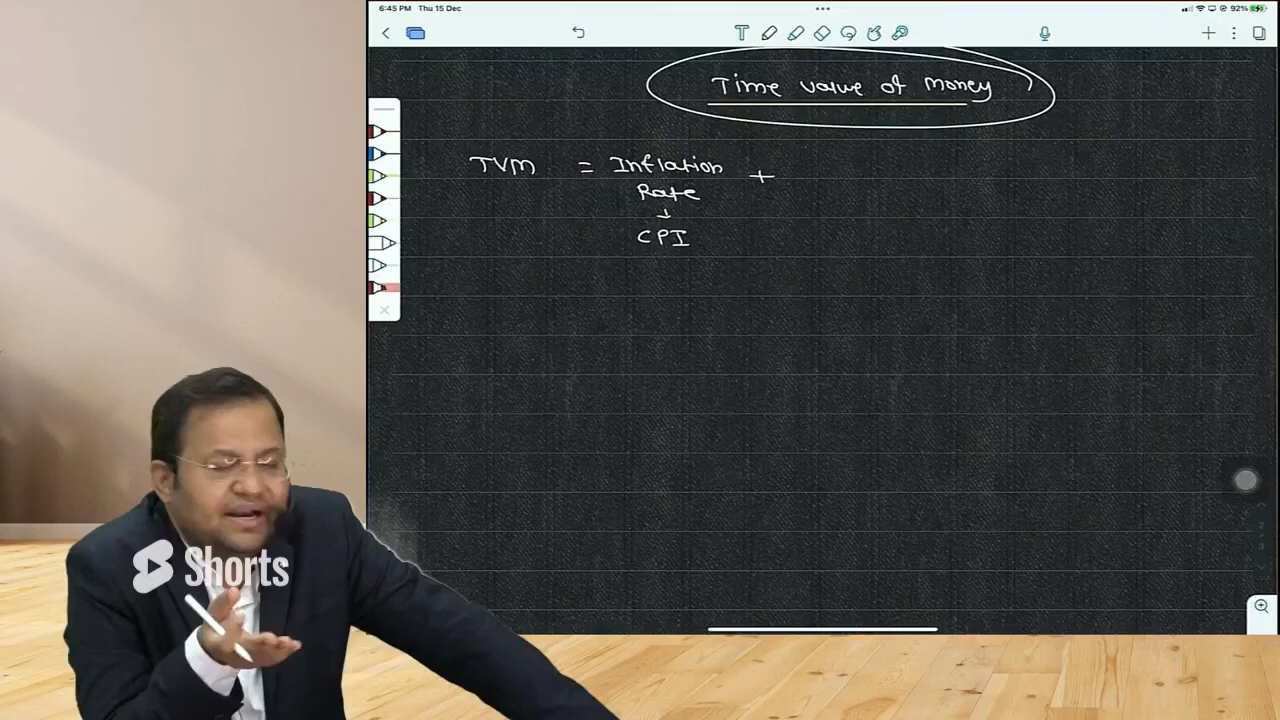 6:45 PM Thu 15 Dec
92%
Time value of money
TVM = Inflation +
Rate
↓
CPI
Shorts